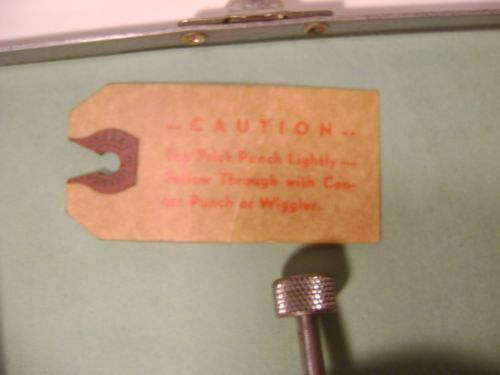 -- CAUTION --
Tap Prick Punch Lightly —
Follow Through with Cen-
ter Punch or Wiggler.